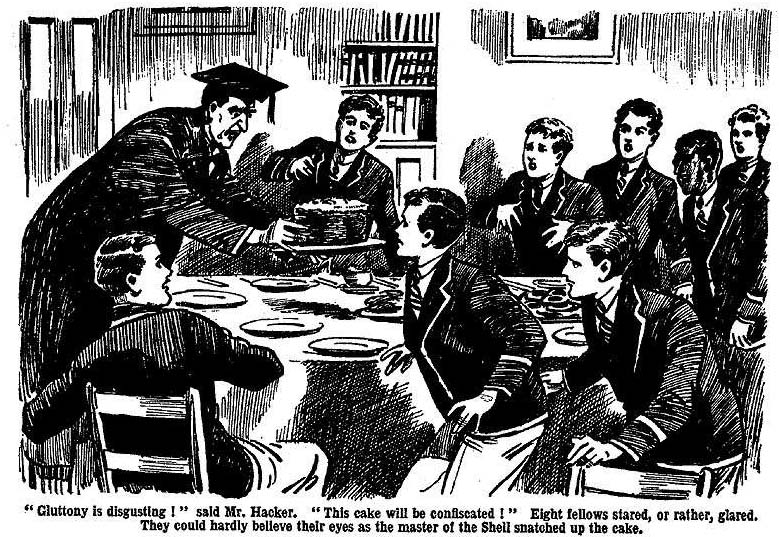 “ Gluttony is disgusting ! ” said Mr. Hacker. “ This cake will be confiscated ! ” Eight fellows stared, or rather, glared.
They could hardly believe their eyes as the master of the Shell snatched up the cake.